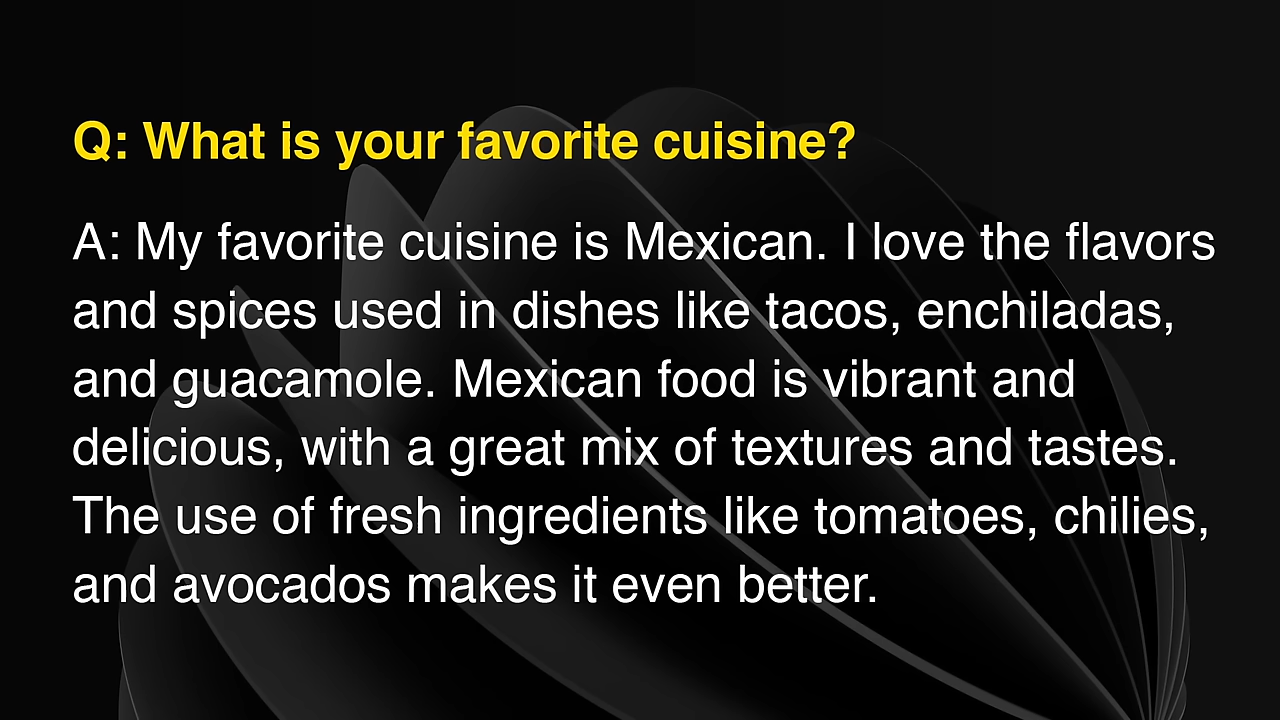 Q: What is your favorite cuisine?
A: My favorite cuisine is Mexican. I love the flavors
and spices used in dishes like tacos, enchiladas,
and guacamole. Mexican food is vibrant and
delicious, with a great mix of textures and tastes.
The use of fresh ingredients like tomatoes, chilies,
and avocados makes it even better.